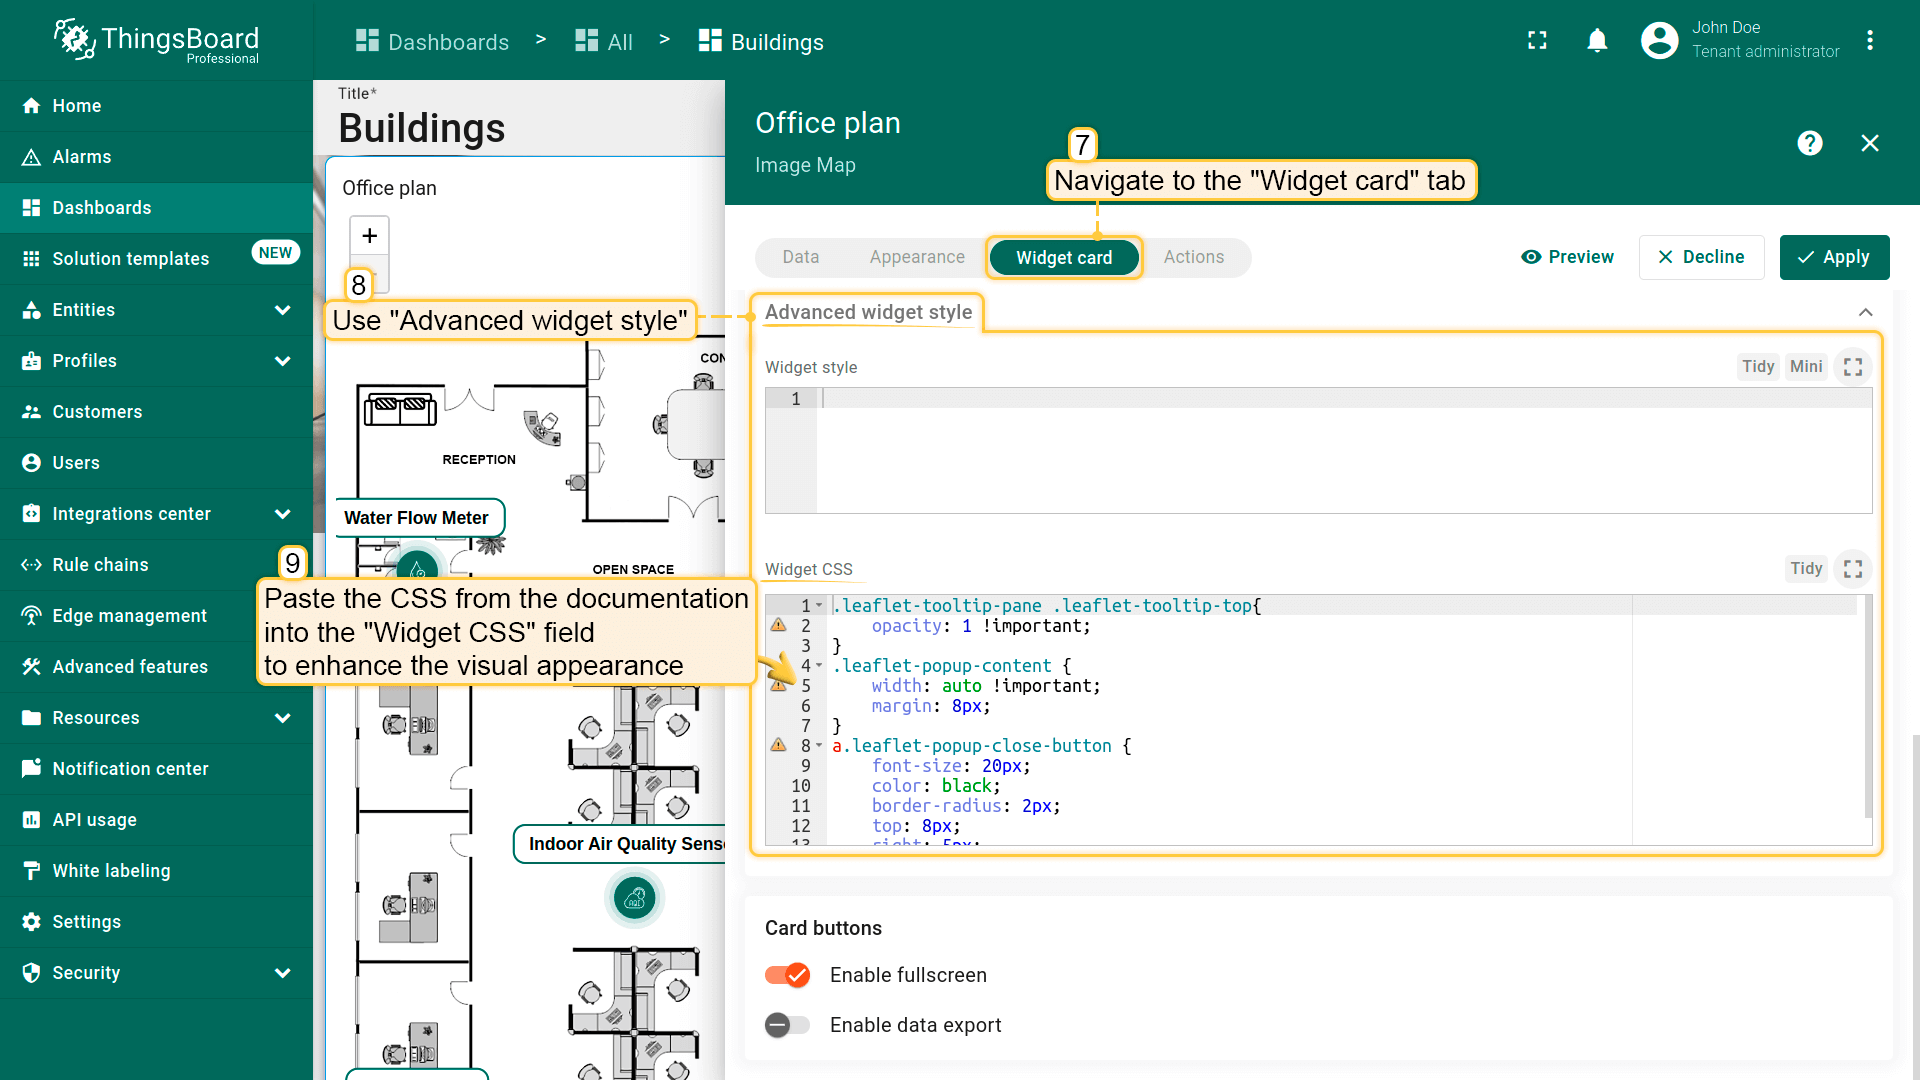 ThingsBoard
Professional
Dashboards > All > Buildings
John Doe
Tenant administrator
Home
Alarms
Dashboards
Solution templates
NEW
Entities
Profiles
Customers
Users
Integrations center
Rule chains
Edge management
Advanced features
Resources
Notification center
API usage
White labeling
Settings
Security
Title*
Buildings
Office plan
+
8
Use "Advanced widget style"
CON
RECEPTION
Water Flow Meter
OPEN SPACE
9
Paste the CSS from the documentation
into the "Widget CSS" field
to enhance the visual appearance
Indoor Air Quality Sens
AQI
Office plan
Image Map
7
Navigate to the "Widget card" tab
Data
Appearance
Widget card
Actions
Preview
Decline
Apply
Advanced widget style
Widget style
Tidy
Mini
1
Widget CSS
Tidy
1 .leaflet-tooltip-pane .leaflet-tooltip-top{
2 opacity: 1 !important;
3 }
4 .leaflet-popup-content {
5 width: auto !important;
6 margin: 8px;
7 }
8 a.leaflet-popup-close-button {
9 font-size: 20px;
10 color: black;
11 border-radius: 2px;
12 top: 8px;
13 right: 5px;
Card buttons
Enable fullscreen
Enable data export